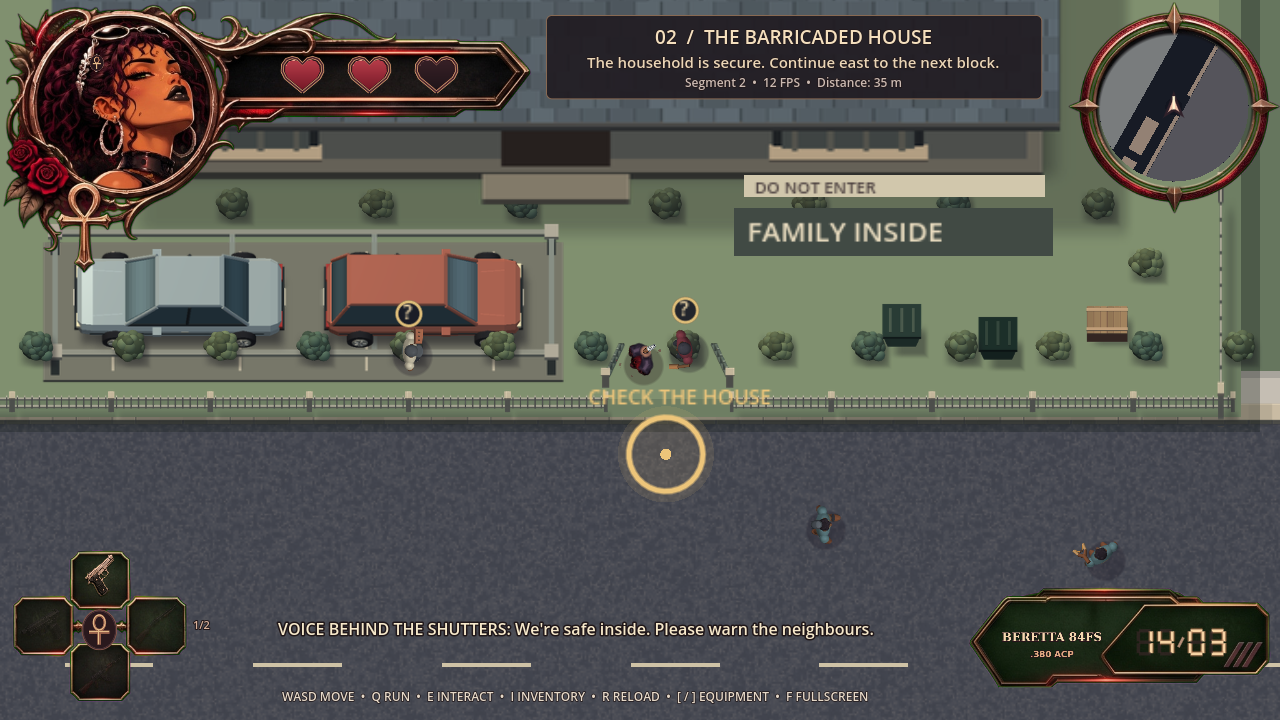 02 / THE BARRICADED HOUSE
The household is secure. Continue east to the next block.
Segment 2 • 12 FPS • Distance: 35 m
DO NOT ENTER
FAMILY INSIDE
?
?
CHECK THE HOUSE
1/2
VOICE BEHIND THE SHUTTERS: We're safe inside. Please warn the neighbours.
BERETTA 84FS
.380 ACP
14/03
WASD MOVE • Q RUN • E INTERACT • I INVENTORY • R RELOAD • [ / ] EQUIPMENT • F FULLSCREEN